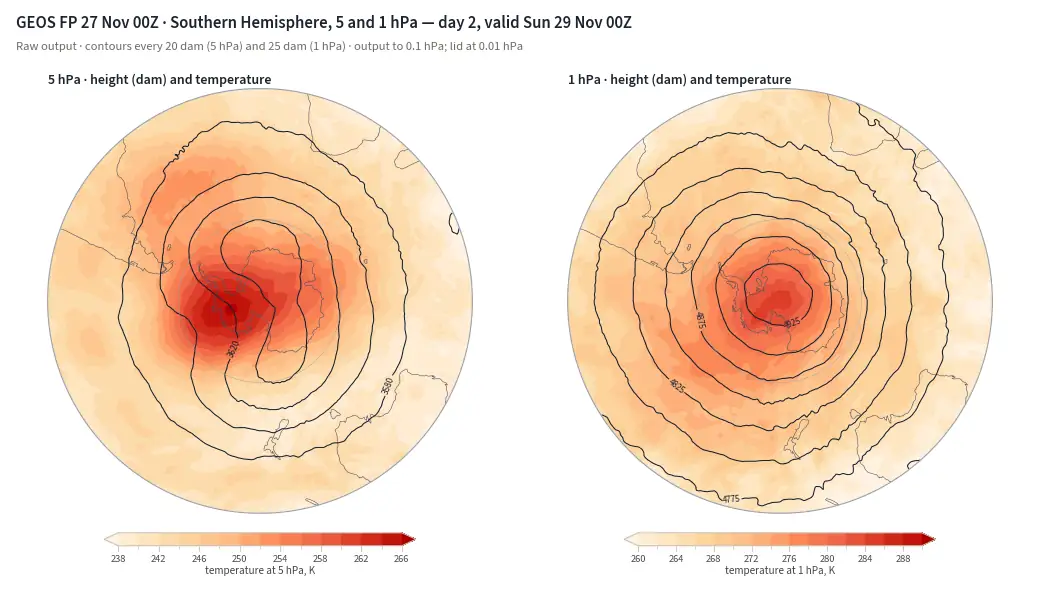 GEOS FP 27 Nov 00Z · Southern Hemisphere, 5 and 1 hPa — day 2, valid Sun 29 Nov 00Z
Raw output · contours every 20 dam (5 hPa) and 25 dam (1 hPa) · output to 0.1 hPa; lid at 0.01 hPa
5 hPa · height (dam) and temperature
1 hPa · height (dam) and temperature
3620
3580
4925
4875
4825
4775
238 242 246 250 254 258 262 266
temperature at 5 hPa, K
260 264 268 272 276 280 284 288
temperature at 1 hPa, K